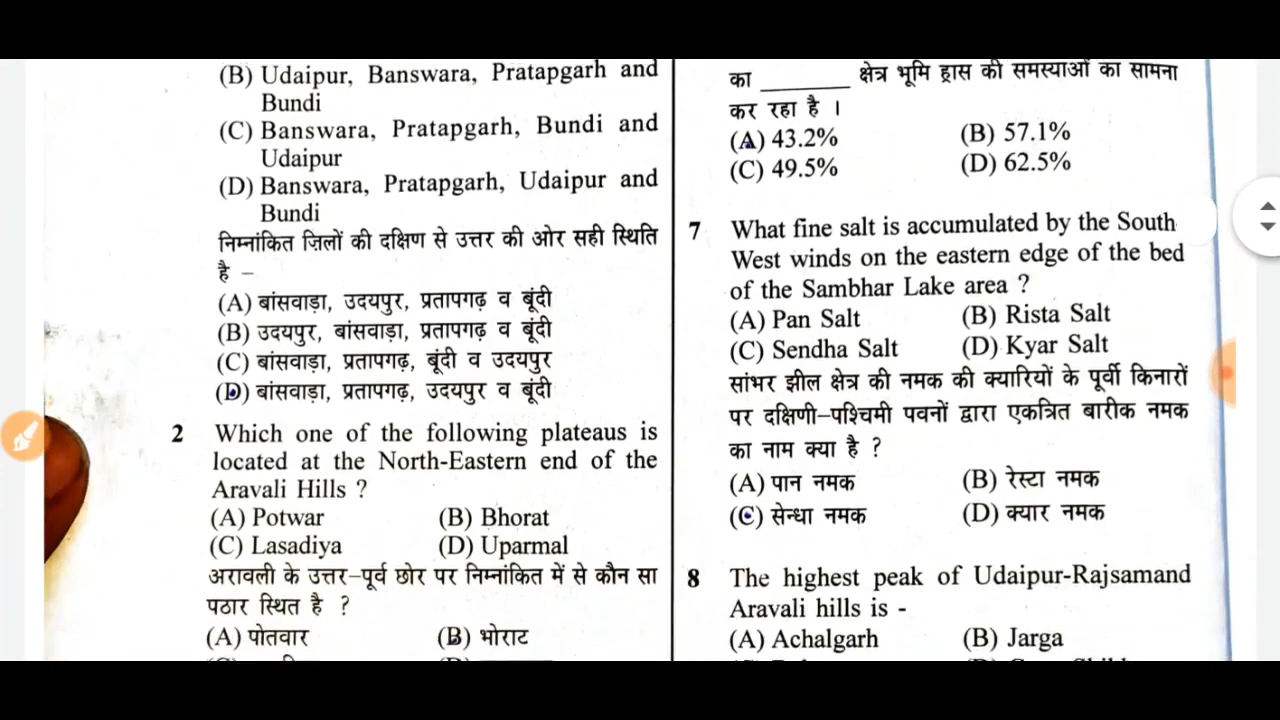 (B) Udaipur, Banswara, Pratapgarh and
Bundi
(C) Banswara, Pratapgarh, Bundi and
Udaipur
(D) Banswara, Pratapgarh, Udaipur and
Bundi
निम्नांकित ज़िलों की दक्षिण से उत्तर की ओर सही स्थिति
है –
(A) बांसवाड़ा, उदयपुर, प्रतापगढ़ व बूंदी
(B) उदयपुर, बांसवाड़ा, प्रतापगढ़ व बूंदी
(C) बांसवाड़ा, प्रतापगढ़, बूंदी व उदयपुर
(D) बांसवाड़ा, प्रतापगढ़, उदयपुर व बूंदी
2 Which one of the following plateaus is
located at the North-Eastern end of the
Aravali Hills ?
(A) Potwar (B) Bhorat
(C) Lasadiya (D) Uparmal
अरावली के उत्तर–पूर्व छोर पर निम्नांकित में से कौन सा
पठार स्थित है ?
(A) पोतवार (B) भोराट
का ________ क्षेत्र भूमि ह्रास की समस्याओं का सामना
कर रहा है ।
(A) 43.2% (B) 57.1%
(C) 49.5% (D) 62.5%
7 What fine salt is accumulated by the South
West winds on the eastern edge of the bed
of the Sambhar Lake area ?
(A) Pan Salt (B) Rista Salt
(C) Sendha Salt (D) Kyar Salt
सांभर झील क्षेत्र की नमक की क्यारियों के पूर्वी किनारों
पर दक्षिणी–पश्चिमी पवनों द्वारा एकत्रित बारीक नमक
का नाम क्या है ?
(A) पान नमक (B) रेस्टा नमक
(C) सेन्धा नमक (D) क्यार नमक
8 The highest peak of Udaipur-Rajsamand
Aravali hills is -
(A) Achalgarh (B) Jarga